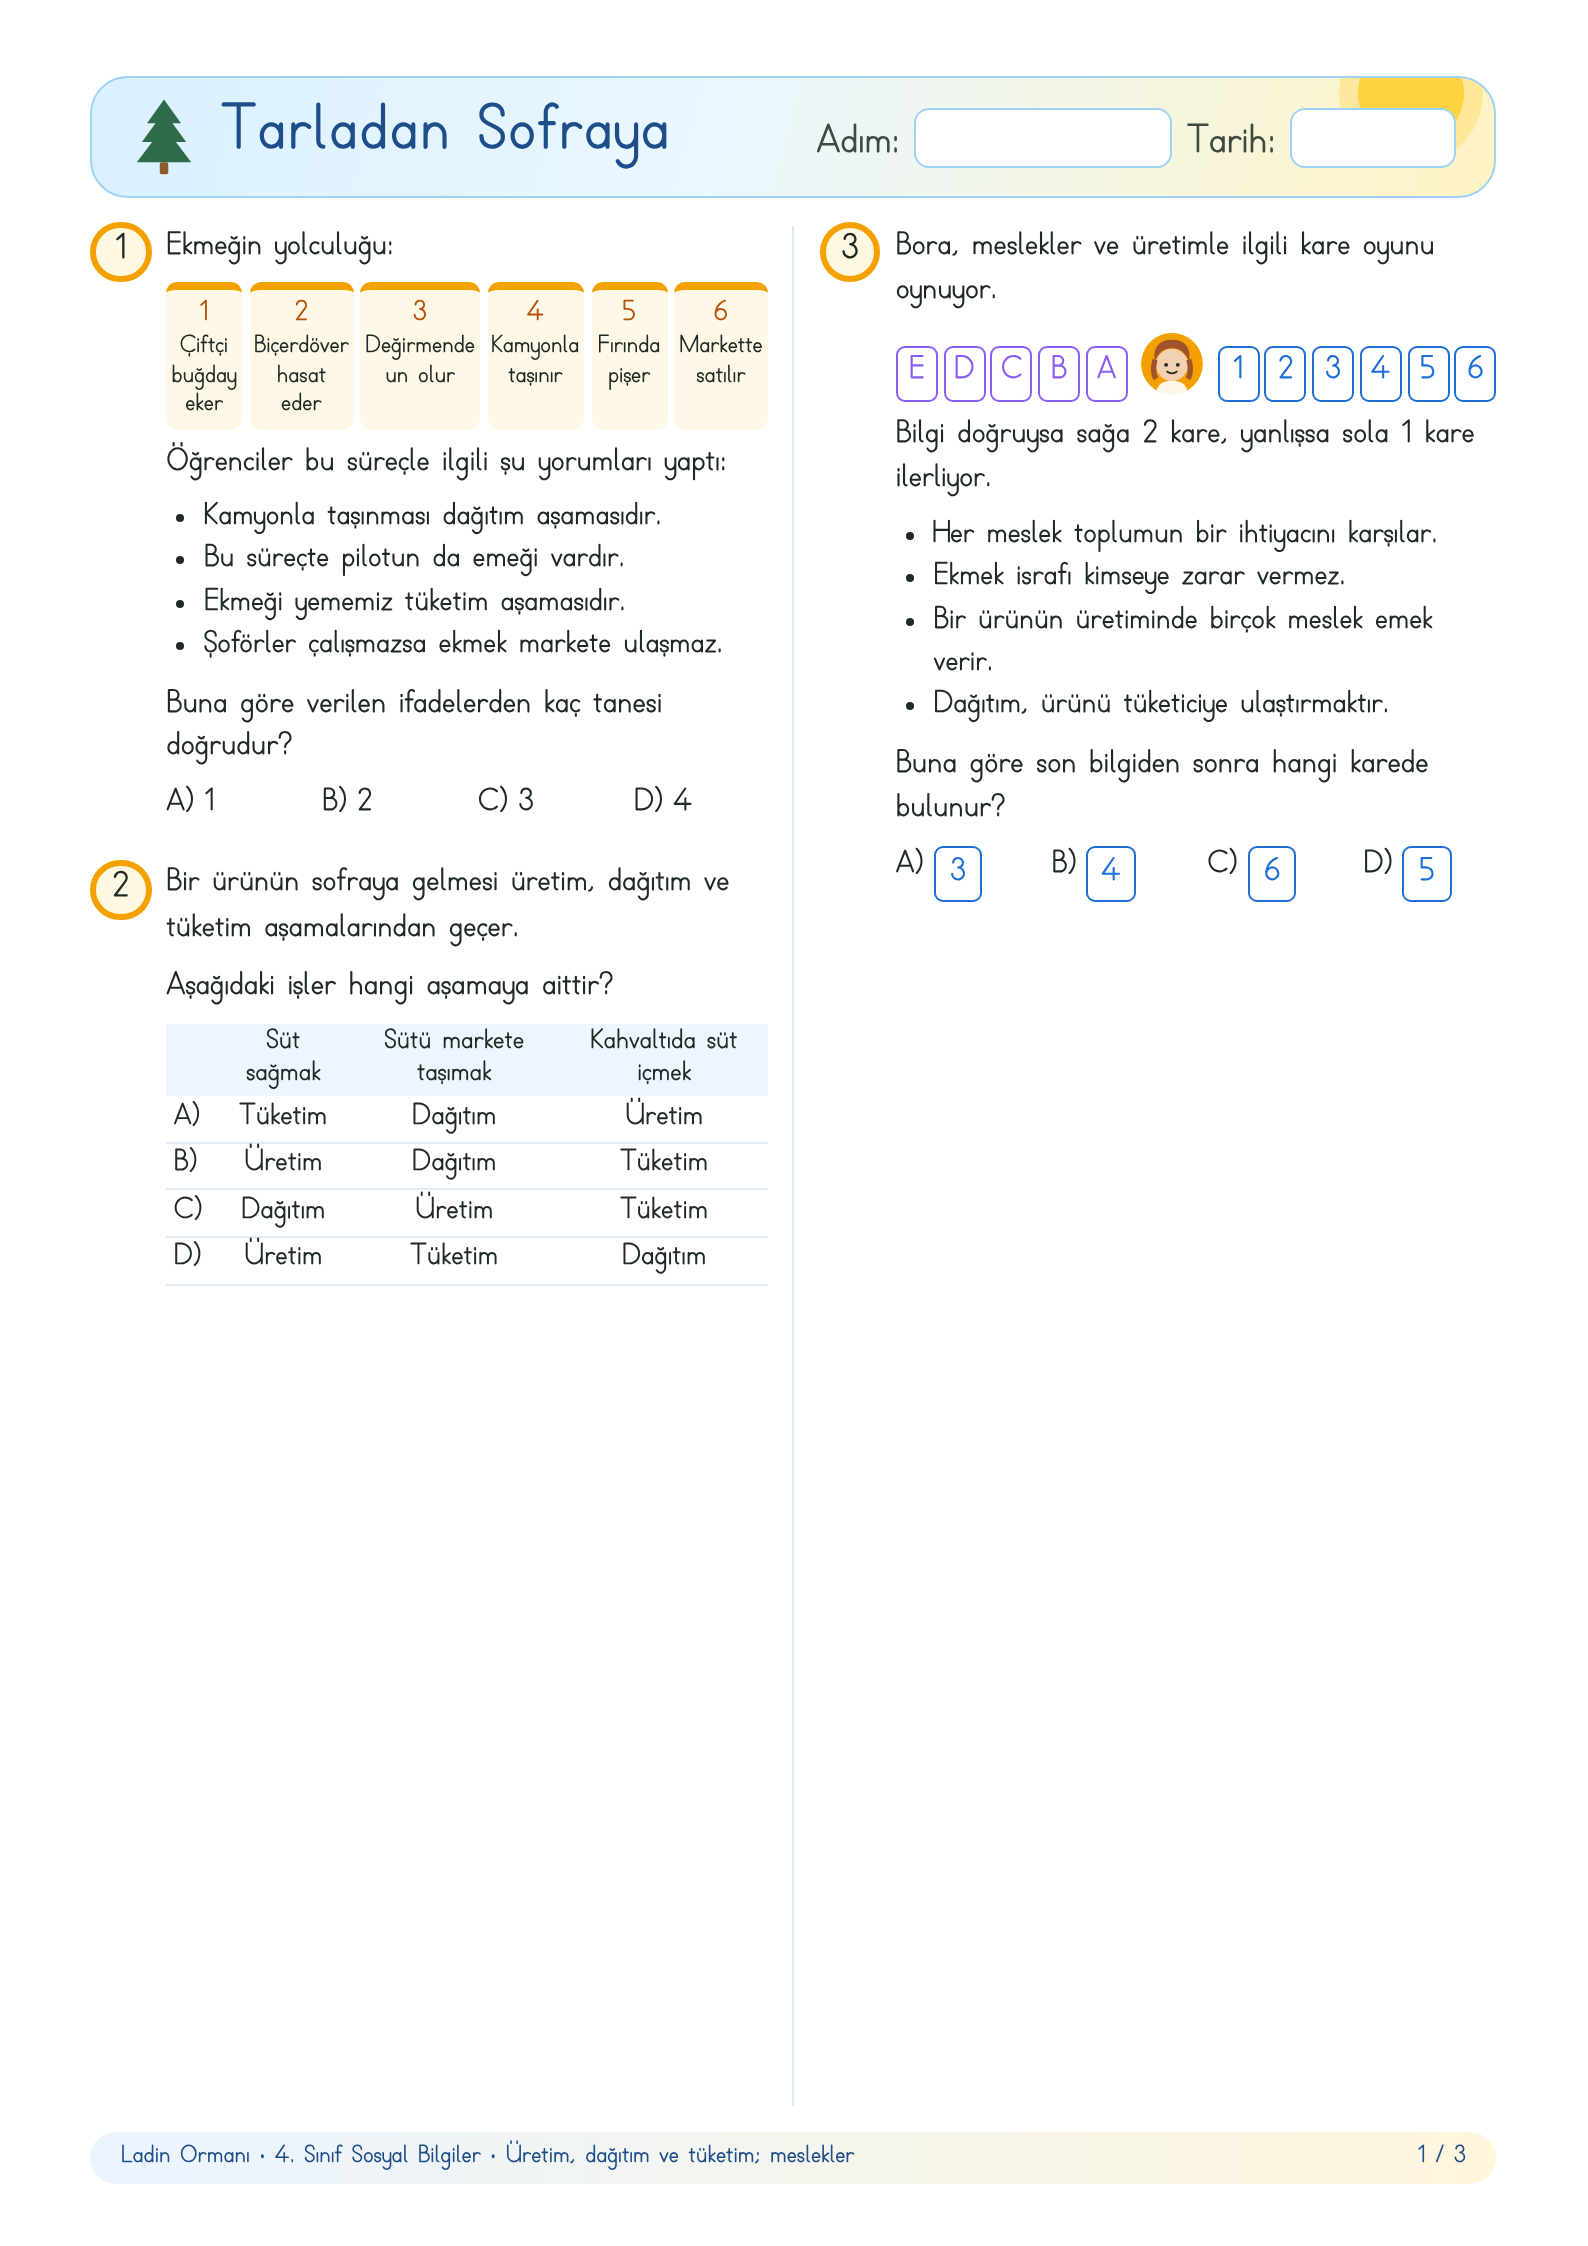 Tarladan Sofraya
Adım:
Tarih:
1
Ekmeğin yolculuğu:
1
Çiftçi
buğday
eker
2
Biçerdöver
hasat
eder
3
Değirmende
un olur
4
Kamyonla
taşınır
5
Fırında
pişer
6
Markette
satılır
Öğrenciler bu süreçle ilgili şu yorumları yaptı:
• Kamyonla taşınması dağıtım aşamasıdır.
• Bu süreçte pilotun da emeği vardır.
• Ekmeği yememiz tüketim aşamasıdır.
• Şoförler çalışmazsa ekmek markete ulaşmaz.
Buna göre verilen ifadelerden kaç tanesi
doğrudur?
A) 1 B) 2 C) 3 D) 4
2
Bir ürünün sofraya gelmesi üretim, dağıtım ve
tüketim aşamalarından geçer.
Aşağıdaki işler hangi aşamaya aittir?
Süt
sağmak
Sütü markete
taşımak
Kahvaltıda süt
içmek
A) Tüketim Dağıtım Üretim
B) Üretim Dağıtım Tüketim
C) Dağıtım Üretim Tüketim
D) Üretim Tüketim Dağıtım
3
Bora, meslekler ve üretimle ilgili kare oyunu
oynuyor.
E D C B A 1 2 3 4 5 6
Bilgi doğruysa sağa 2 kare, yanlışsa sola 1 kare
ilerliyor.
• Her meslek toplumun bir ihtiyacını karşılar.
• Ekmek israfı kimseye zarar vermez.
• Bir ürünün üretiminde birçok meslek emek
verir.
• Dağıtım, ürünü tüketiciye ulaştırmaktır.
Buna göre son bilgiden sonra hangi karede
bulunur?
A) 3 B) 4 C) 6 D) 5
Ladin Ormanı • 4. Sınıf Sosyal Bilgiler • Üretim, dağıtım ve tüketim; meslekler
1 / 3